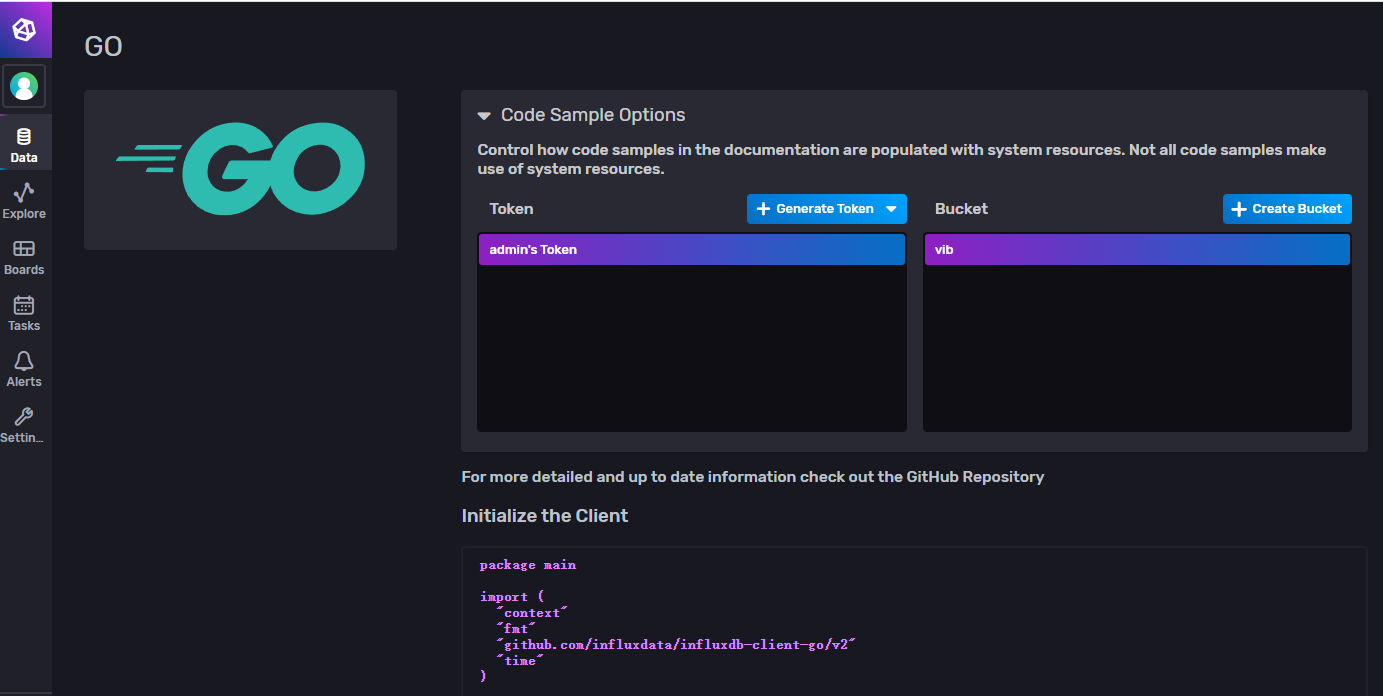 GO
GO
Data
Explore
Boards
Tasks
Alerts
Settin...
Code Sample Options
Control how code samples in the documentation are populated with system resources. Not all code samples make
use of system resources.
Token
Generate Token
admin's Token
Bucket
Create Bucket
vib
For more detailed and up to date information check out the GitHub Repository
Initialize the Client
package main
import (
"context"
"fmt"
"github.com/influxdata/influxdb-client-go/v2"
"time"
)